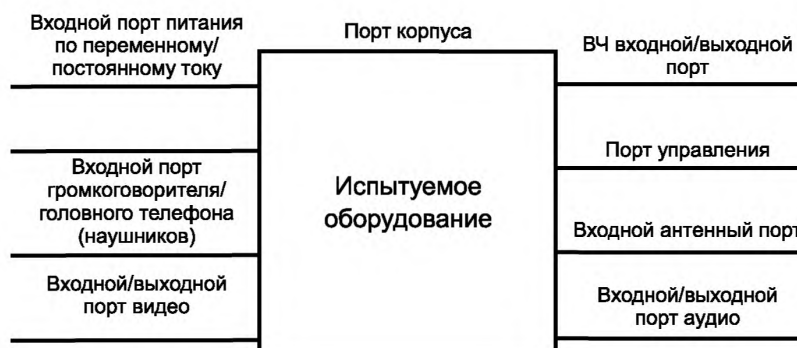 Входной порт питания
по переменному/
постоянному току
Порт корпуса
ВЧ входной/выходной
порт
Входной порт
громкоговорителя/
головного телефона
(наушников)
Испытуемое
оборудование
Порт управления
Входной антенный порт
Входной/выходной
порт видео
Входной/выходной
порт аудио